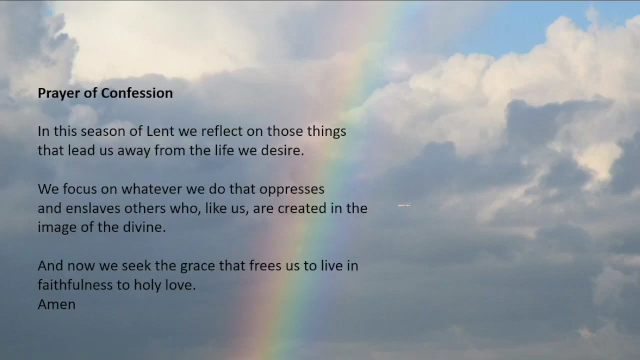 Prayer of Confession
In this season of Lent we reflect on those things
that lead us away from the life we desire.
We focus on whatever we do that oppresses
and enslaves others who, like us, are created in the
image of the divine.
And now we seek the grace that frees us to live in
faithfulness to holy love.
Amen